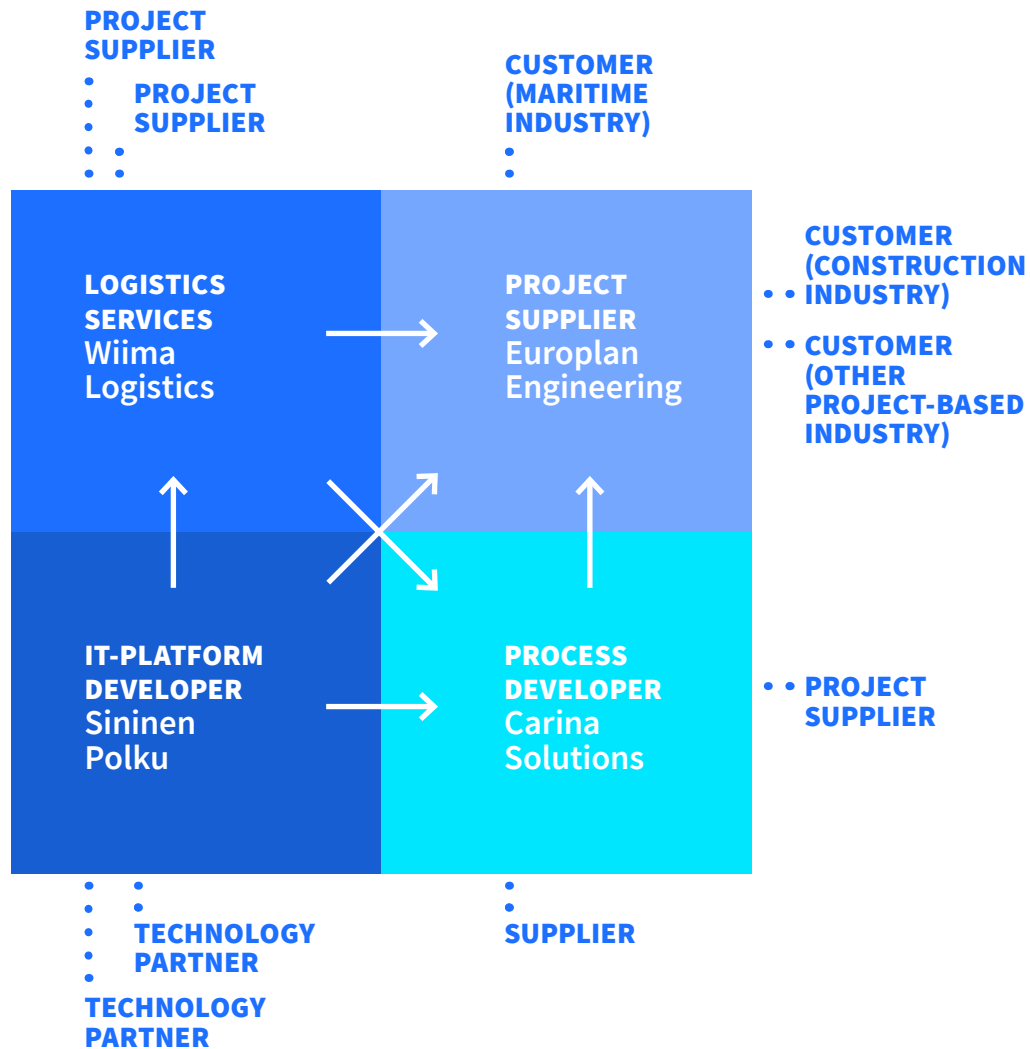 PROJECT
SUPPLIER
PROJECT
SUPPLIER
CUSTOMER
(MARITIME
INDUSTRY)
LOGISTICS
SERVICES
Wiima
Logistics
PROJECT
SUPPLIER
Europlan
Engineering
CUSTOMER
(CONSTRUCTION
INDUSTRY)
CUSTOMER
(OTHER
PROJECT-BASED
INDUSTRY)
IT-PLATFORM
DEVELOPER
Sininen
Polku
PROCESS
DEVELOPER
Carina
Solutions
PROJECT
SUPPLIER
TECHNOLOGY
PARTNER
TECHNOLOGY
PARTNER
SUPPLIER